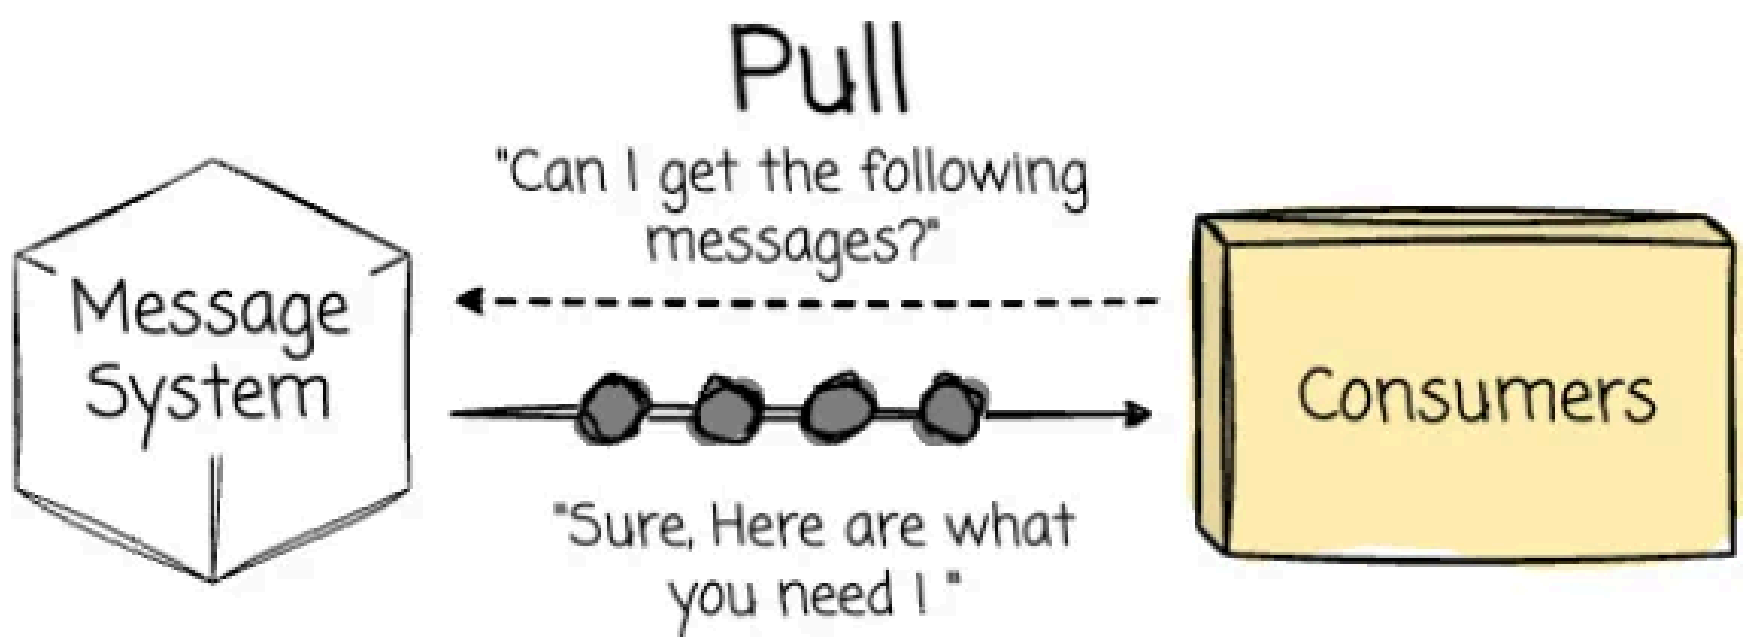 Pull
"Can I get the following
messages?"
Message
System
Consumers
"Sure, Here are what
you need ! "